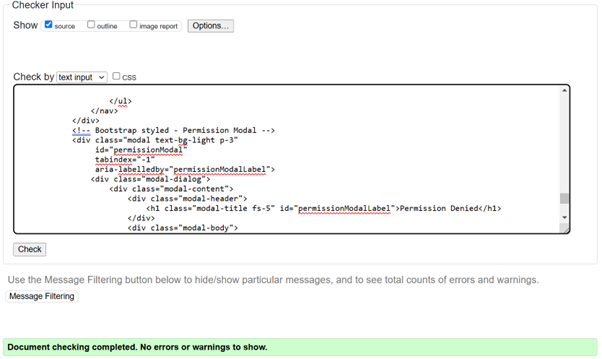 Checker Input
Show source outline image report Options...
Check by text input css
</ul>
</nav>
</div>
<!-- Bootstrap styled - Permission Modal -->
<div class="modal text-bg-light p-3"
id="permissionModal"
tabindex="-1"
aria-labelledby="permissionModalLabel">
<div class="modal-dialog">
<div class="modal-content">
<div class="modal-header">
<h1 class="modal-title fs-5" id="permissionModalLabel">Permission Denied</h1>
</div>
<div class="modal-body">
Check
Use the Message Filtering button below to hide/show particular messages, and to see total counts of errors and warnings.
Message Filtering
Document checking completed. No errors or warnings to show.